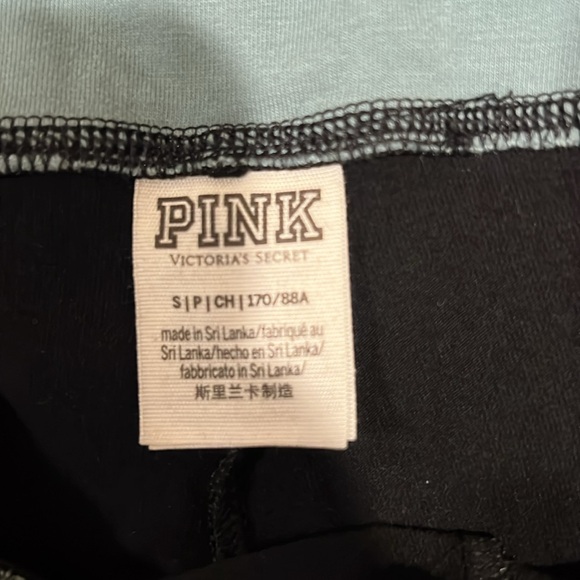 PINK
VICTORIA'S SECRET
S|P|CH|170/88A
made in Sri Lanka/fabriqué au
Sri Lanka/hecho en Sri Lanka/
fabbricato in Sri Lanka/
斯里兰卡制造